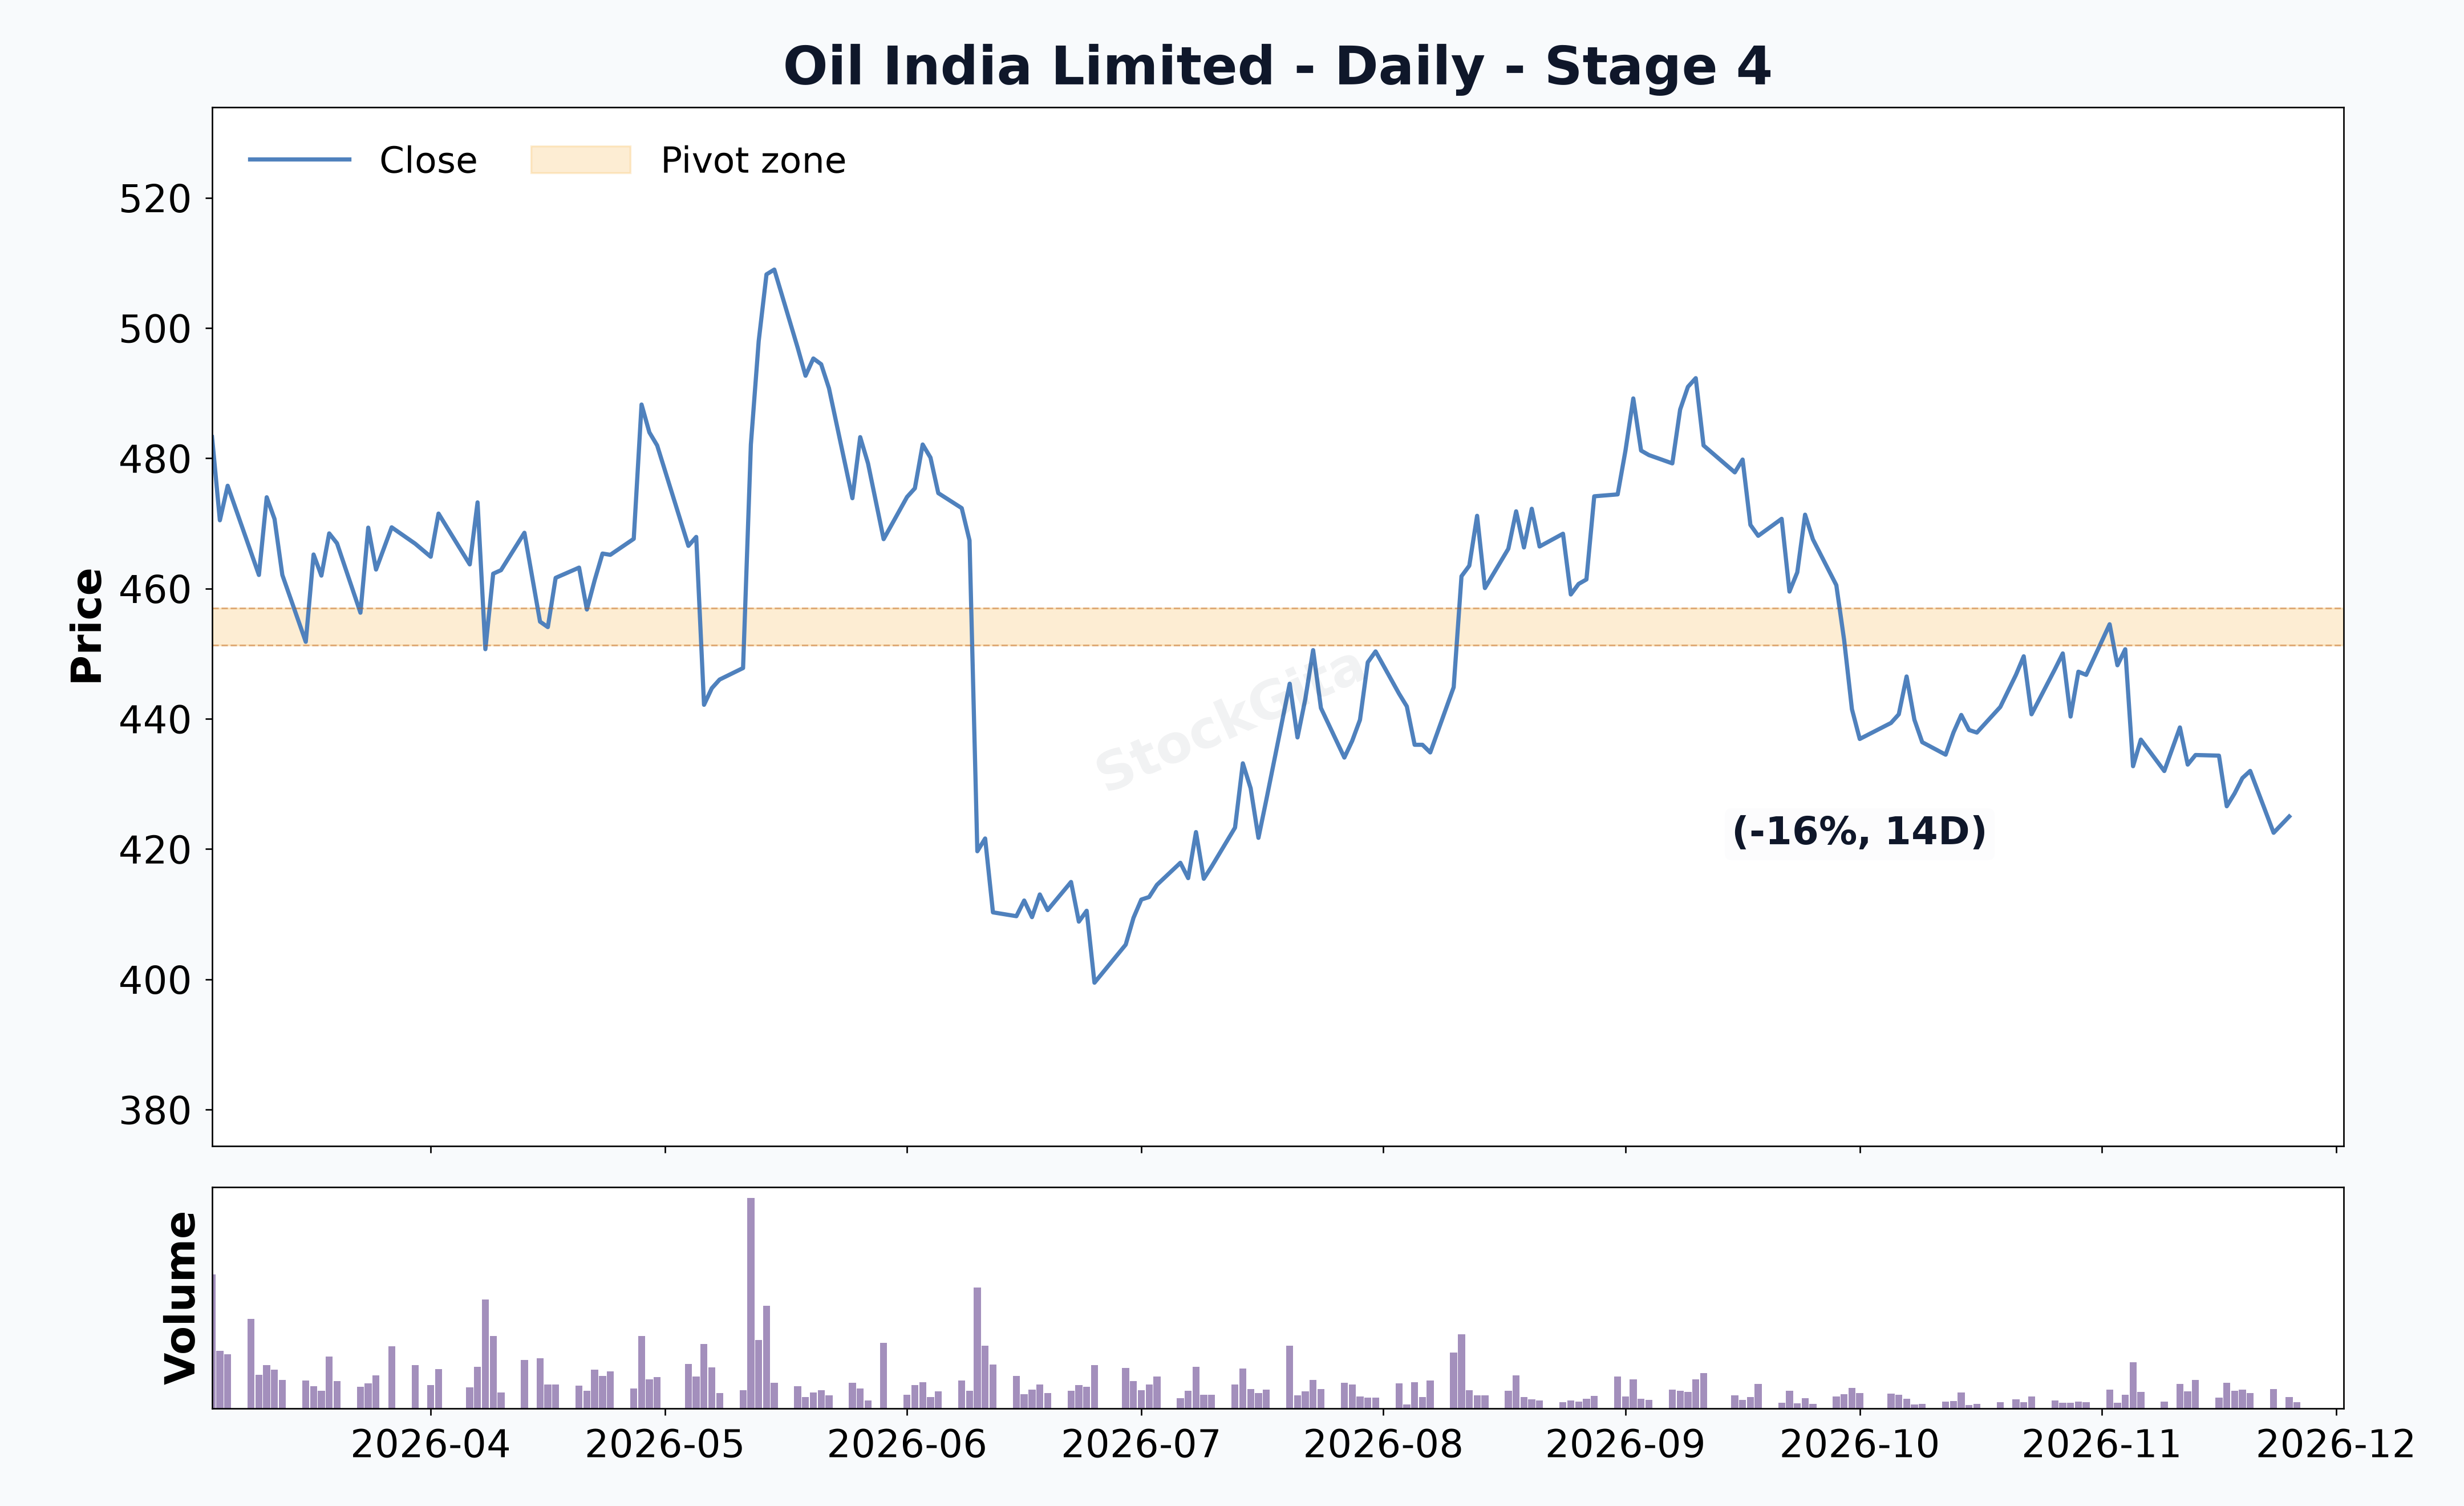 Oil India Limited - Daily - Stage 4
Close
Pivot zone
Price
520
500
480
460
440
420
400
380
StockGita
(-16%, 14D)
Volume
2026-04
2026-05
2026-06
2026-07
2026-08
2026-09
2026-10
2026-11
2026-12